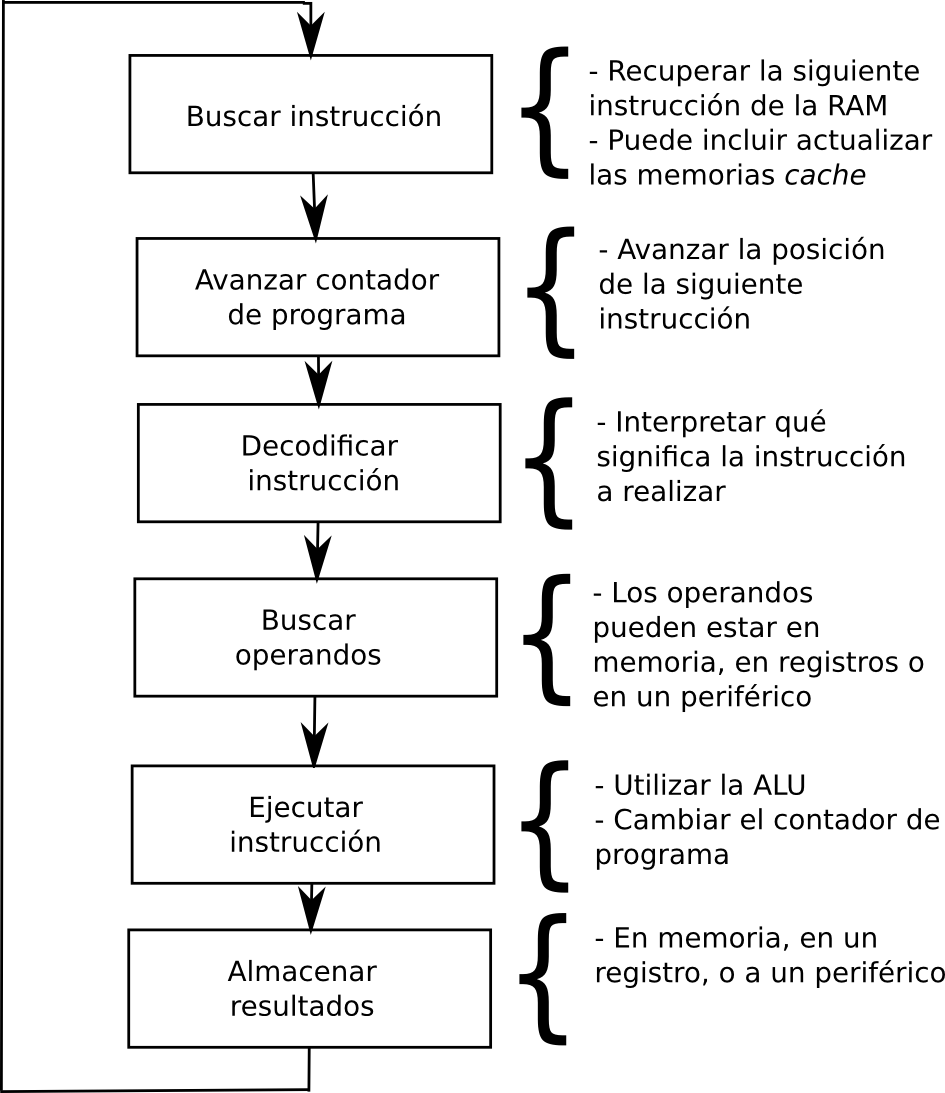 Buscar instrucción
- Recuperar la siguiente
instrucción de la RAM
- Puede incluir actualizar
las memorias cache
Avanzar contador
de programa
- Avanzar la posición
de la siguiente
instrucción
Decodificar
instrucción
- Interpretar qué
significa la instrucción
a realizar
Buscar
operandos
- Los operandos
pueden estar en
memoria, en registros o
en un periférico
Ejecutar
instrucción
- Utilizar la ALU
- Cambiar el contador de
programa
Almacenar
resultados
- En memoria, en un
registro, o a un periférico